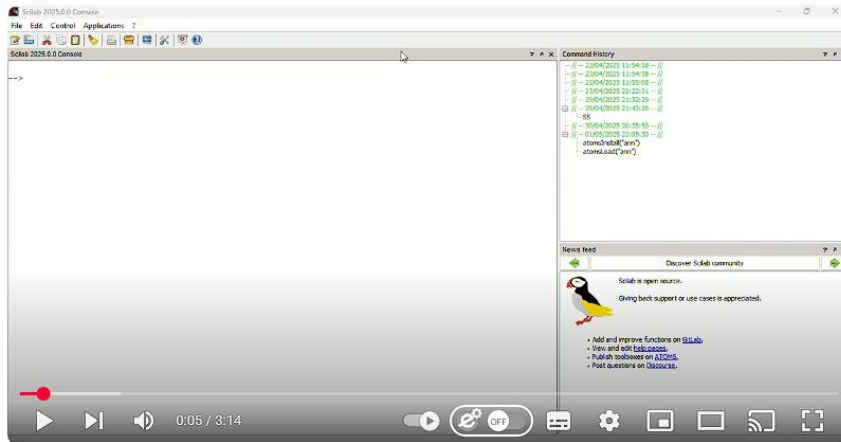 Scilab 2025.0.0 Console
File Edit Control Applications ?
Scilab 2025.0.0 Console
-->
Command History
// -- 23/04/2025 11:54:58 -- //
// -- 23/04/2025 11:54:58 -- //
// -- 23/04/2025 11:55:08 -- //
// -- 23/04/2025 22:22:31 -- //
// -- 29/04/2025 21:32:29 -- //
// -- 29/04/2025 21:43:20 -- //
SS
// -- 30/04/2025 20:35:50 -- //
// -- 01/05/2025 22:05:30 -- //
atomsInstall("ann")
atomsLoad("ann")
News feed
Discover Scilab community
Scilab is open source.
Giving back support or use cases is appreciated.
• Add and improve functions on GitLab.
• View and edit help pages.
• Publish toolboxes on ATOMS.
• Post questions on Discourse.
0:05 / 3:14
OFF